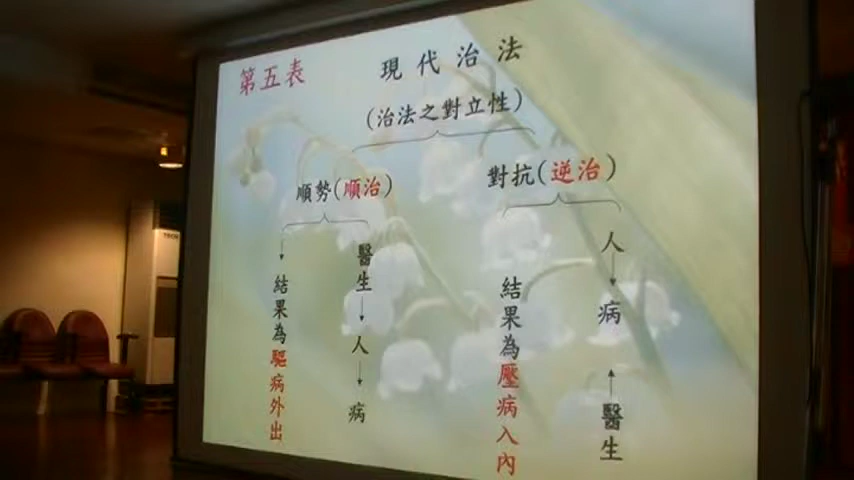 第五表
現代治法
(治法之對立性)
順勢(順治)
對抗(逆治)
醫生→人→病
↓結果為驅病外出
人→病←醫生
結果為壓病入內